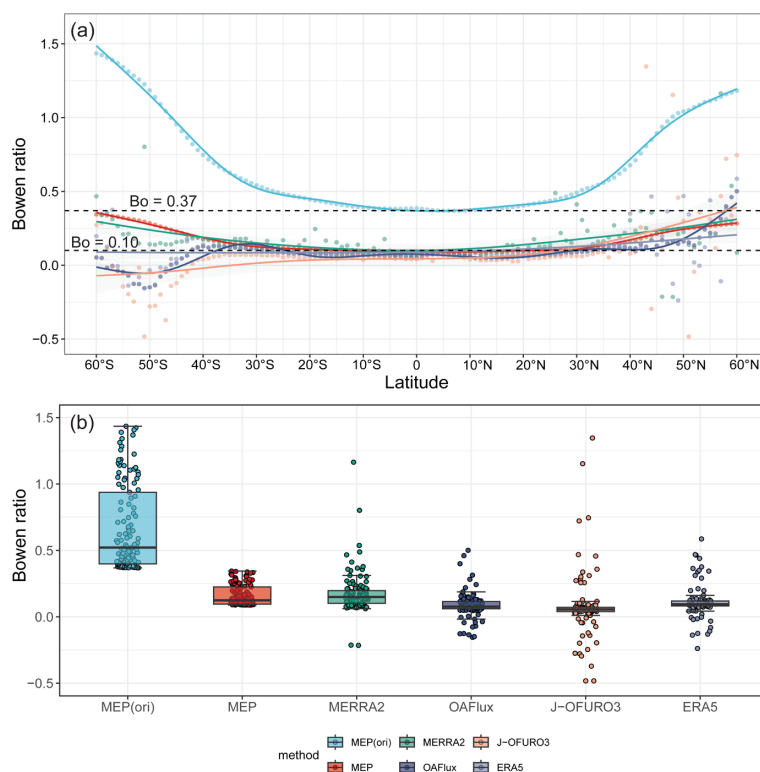 (a)
1.5
1.0
0.5
0.0
−0.5
Bowen ratio
Bo = 0.37
Bo = 0.10
60°S 50°S 40°S 30°S 20°S 10°S 0 10°N 20°N 30°N 40°N 50°N 60°N
Latitude
(b)
1.5
1.0
0.5
0.0
−0.5
Bowen ratio
MEP(ori) MEP MERRA2 OAFlux J−OFURO3 ERA5
method
MEP(ori) MERRA2 J−OFURO3
MEP OAFlux ERA5